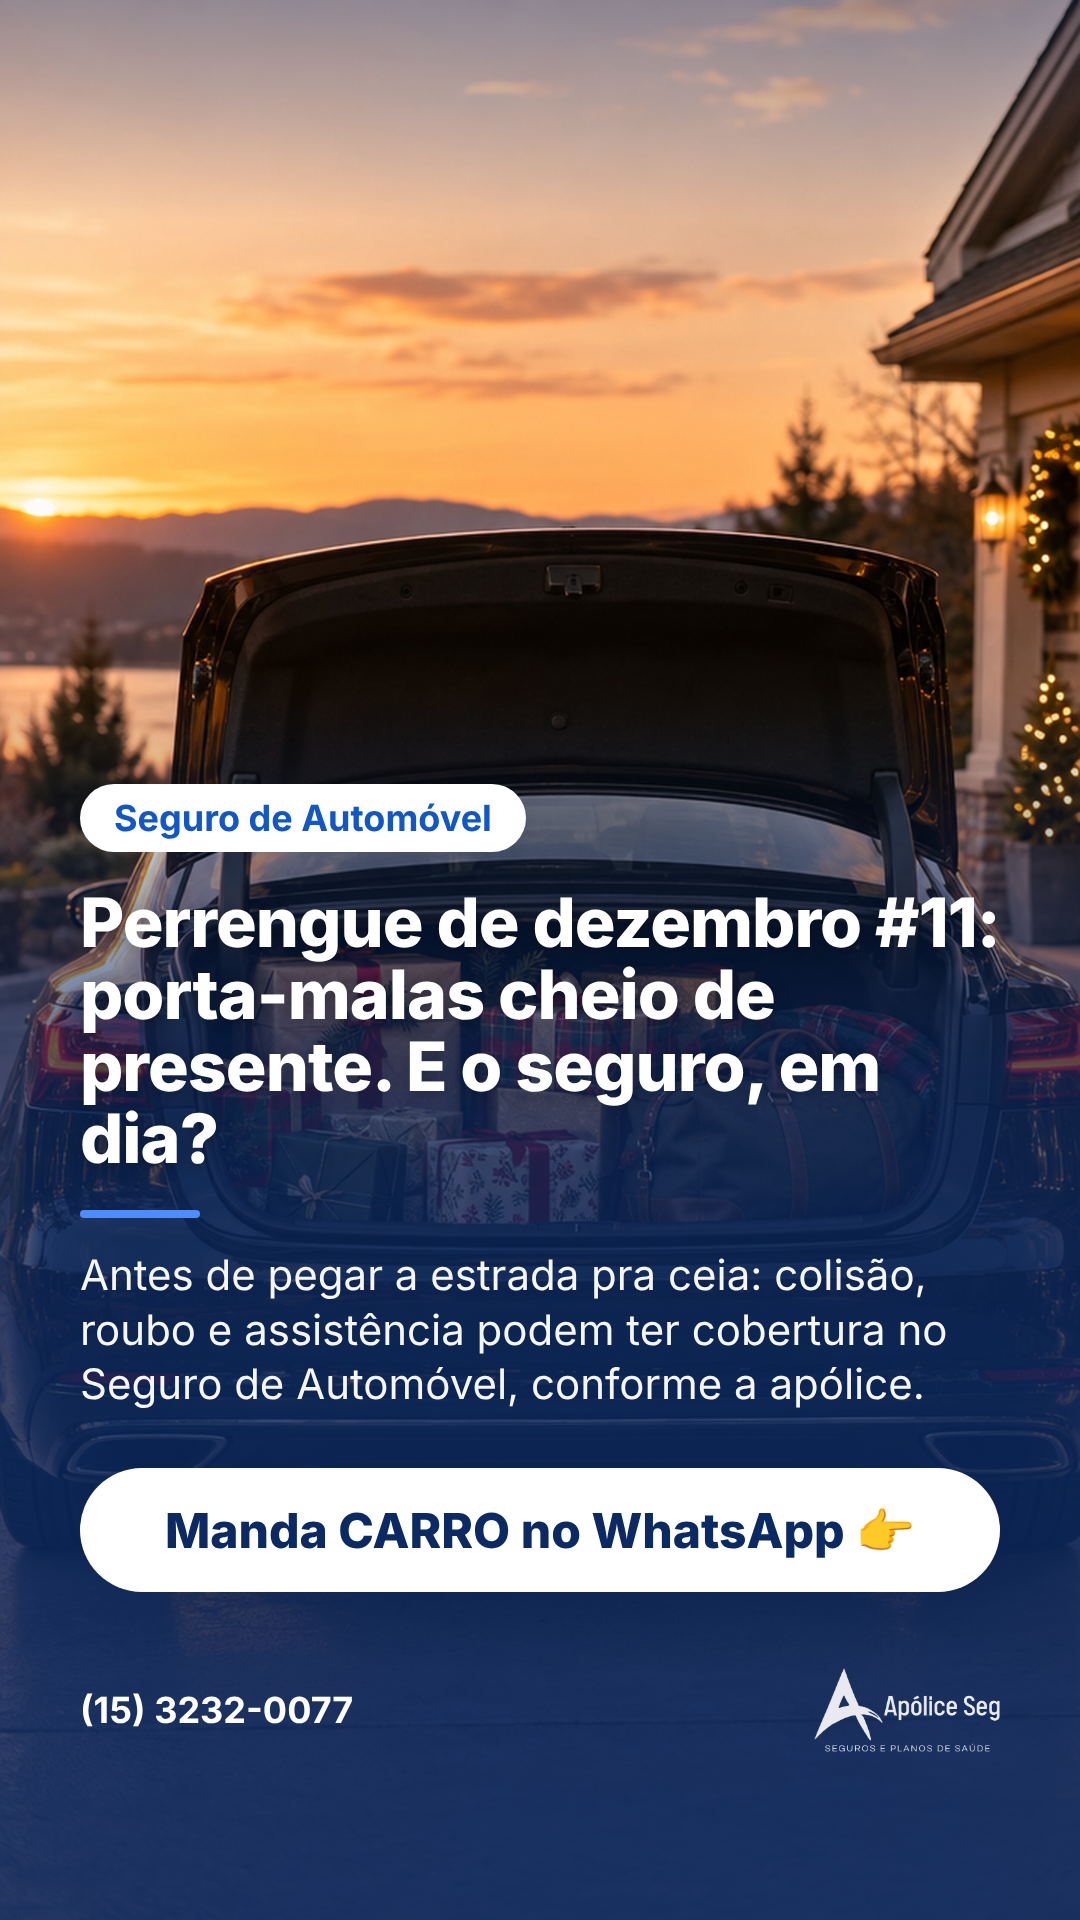 Seguro de Automóvel
Perrengue de dezembro #11:
porta-malas cheio de
presente. E o seguro, em
dia?
Antes de pegar a estrada pra ceia: colisão,
roubo e assistência podem ter cobertura no
Seguro de Automóvel, conforme a apólice.
Manda CARRO no WhatsApp 👉
(15) 3232-0077
Apólice Seg
SEGUROS E PLANOS DE SAÚDE